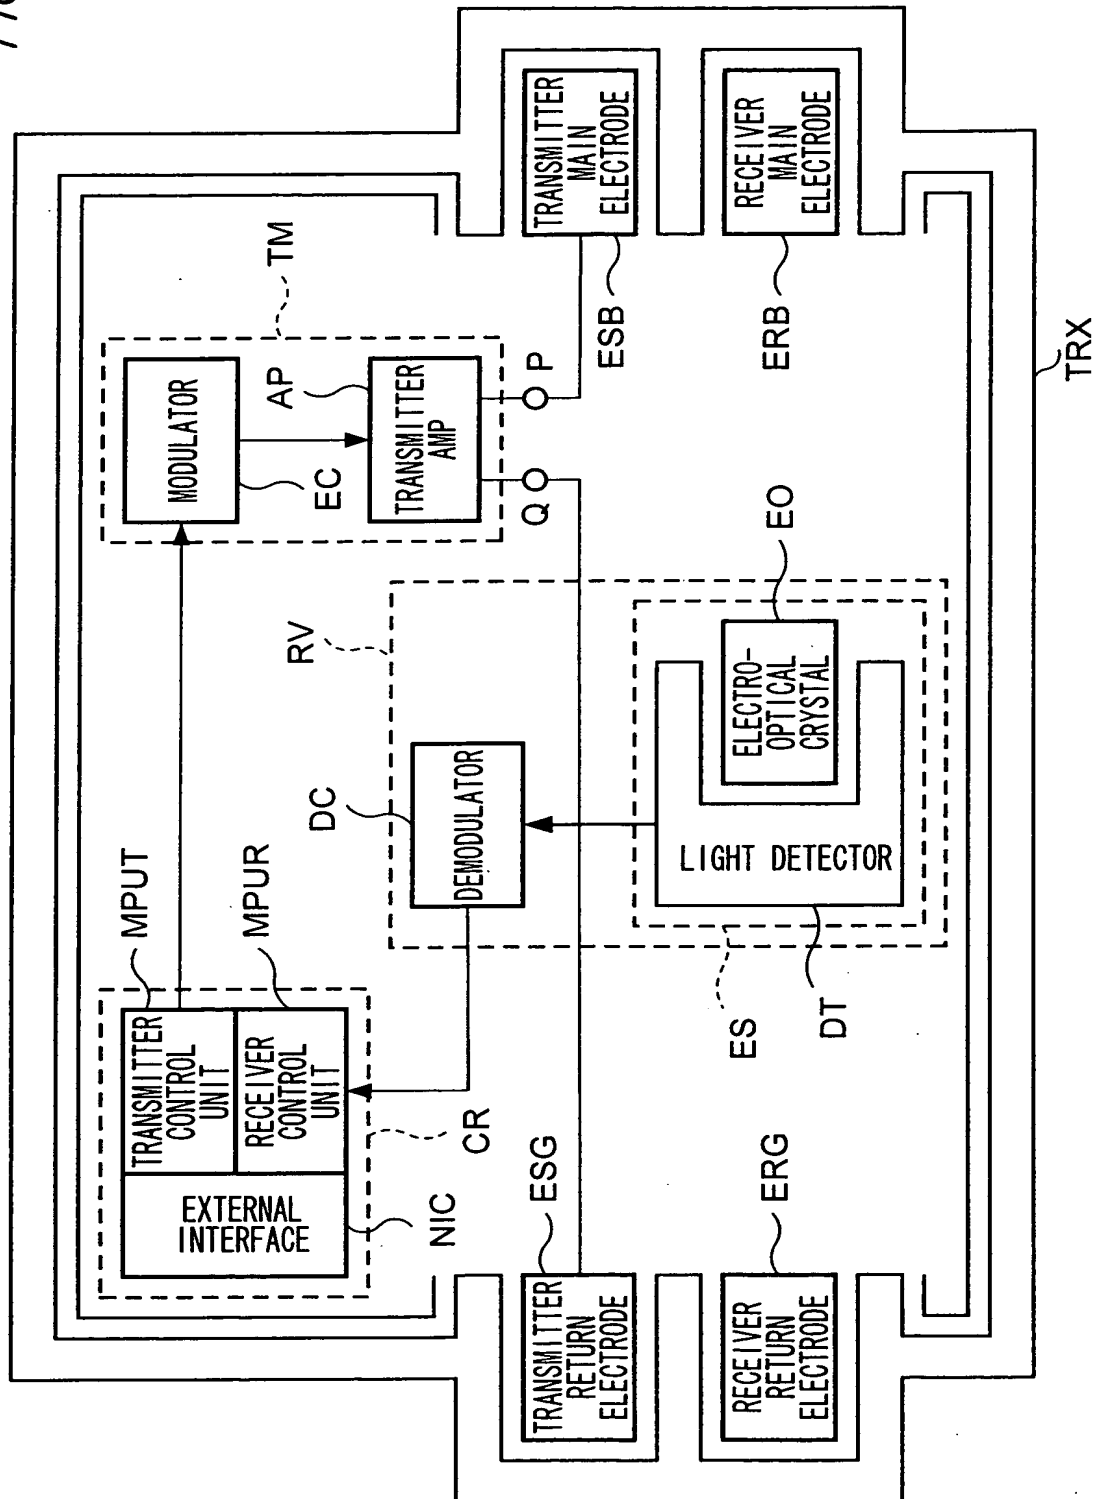 TRANSMITTER
MAIN
ELECTRODE
RECEIVER
MAIN
ELECTRODE
TM
ESB
ERB
TRX
MODULATOR
AP
TRANSMITTER
AMP
P
EC
Q
EO
RV
ELECTRO-
OPTICAL
CRYSTAL
DC
DEMODULATOR
LIGHT DETECTOR
MPUT
MPUR
ES
DT
TRANSMITTER
CONTROL
UNIT
RECEIVER
CONTROL
UNIT
CR
EXTERNAL
INTERFACE
NIC
ESG
ERG
TRANSMITTER
RETURN
ELECTRODE
RECEIVER
RETURN
ELECTRODE